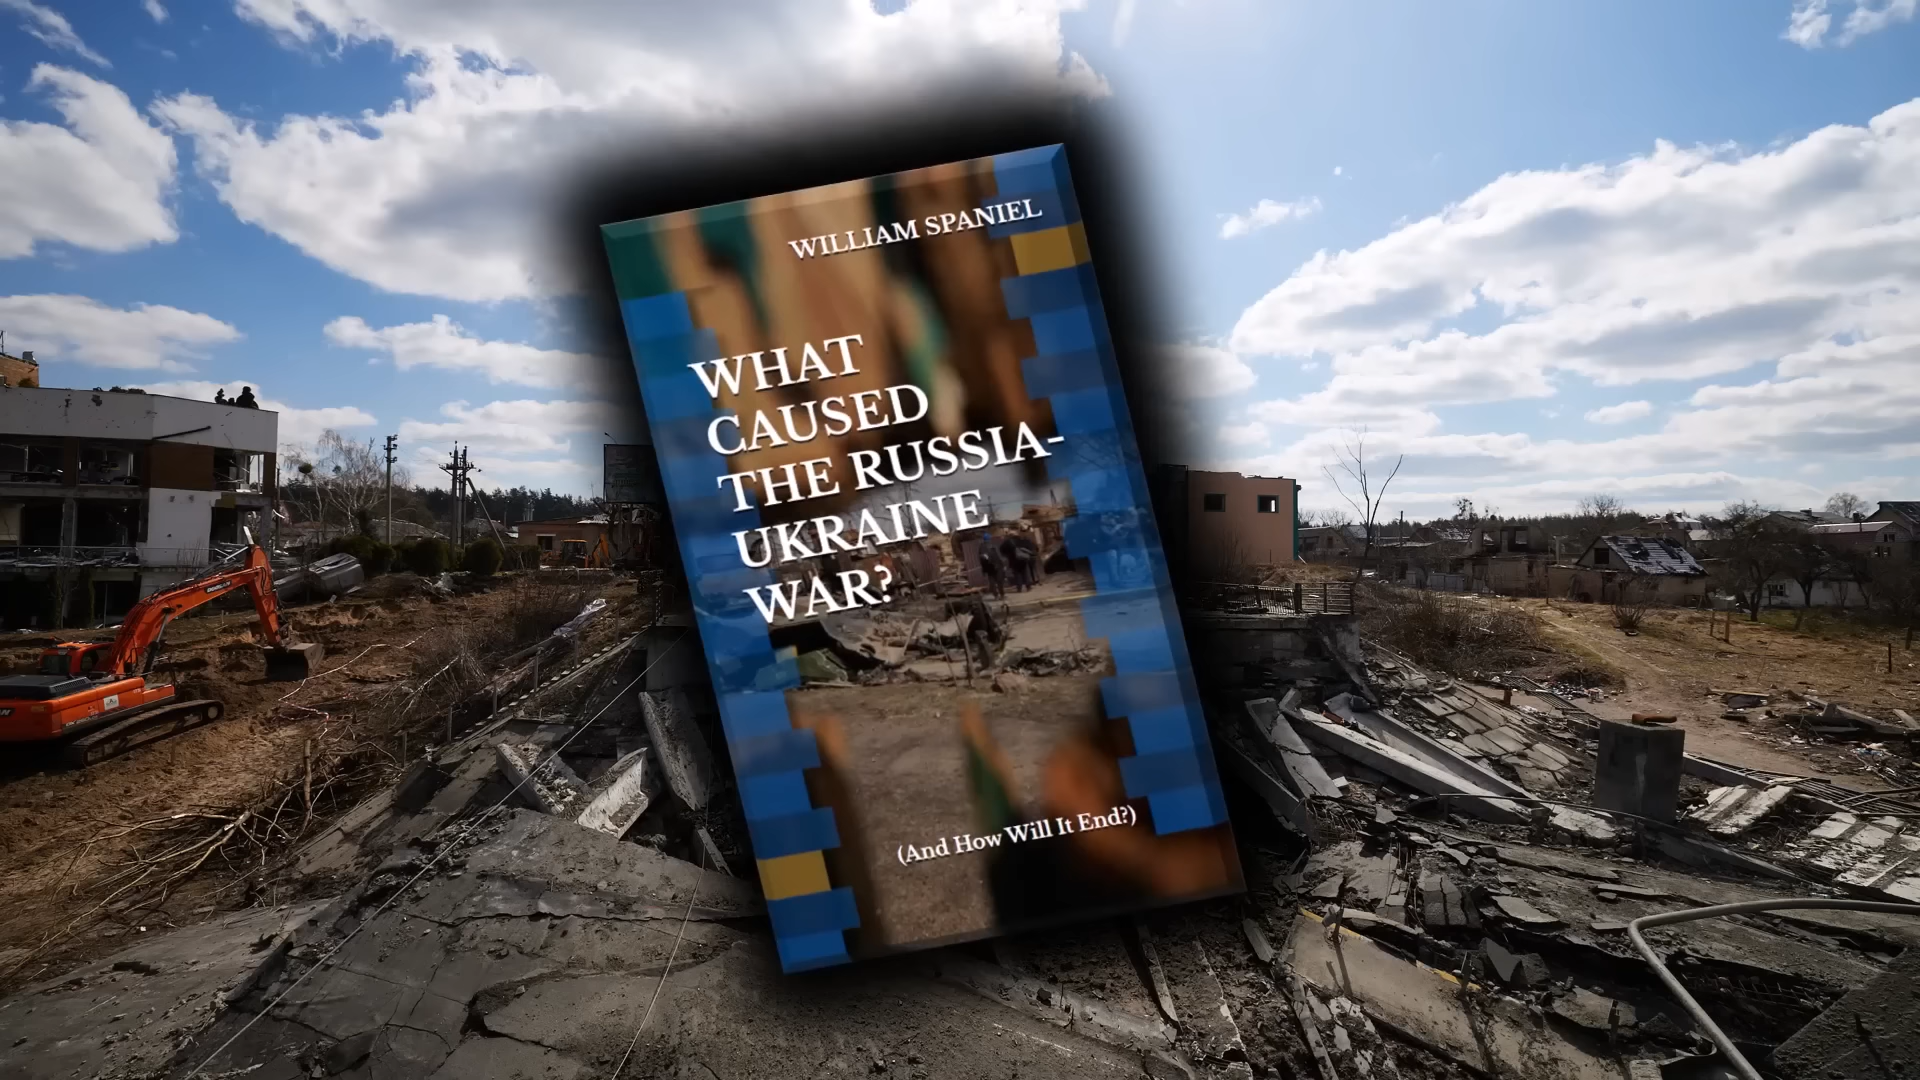 WILLIAM SPANIEL
WHAT
CAUSED
THE RUSSIA-
UKRAINE
WAR?
(And How Will It End?)